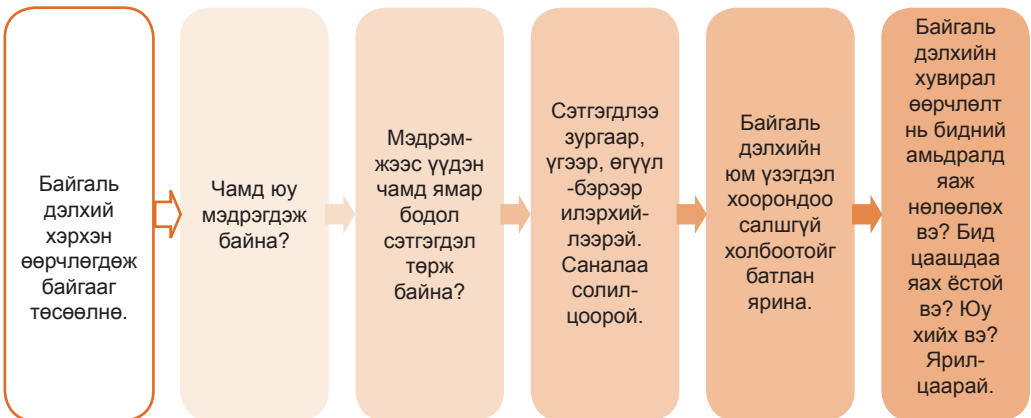 Байгаль
дэлхий
хэрхэн
өөрчлөгдөж
байгааг
төсөөлнө.
Чамд юу
мэдрэгдэж
байна?
Мэдрэм-
жээс үүдэн
чамд ямар
бодол
сэтгэгдэл
төрж
байна?
Сэтгэгдлээ
зургаар,
үгээр, өгүүл
-бэрээр
илэрхий-
лээрэй.
Саналаа
солил-
цоорой.
Байгаль
дэлхийн
юм үзэгдэл
хоорондоо
салшгүй
холбоотойг
батлан
ярина.
Байгаль
дэлхийн
хувирал
өөрчлөлт
нь бидний
амьдралд
яаж
нөлөөлөх
вэ? Бид
цаашдаа
яах ёстой
вэ? Юу
хийх вэ?
Ярил-
цаарай.